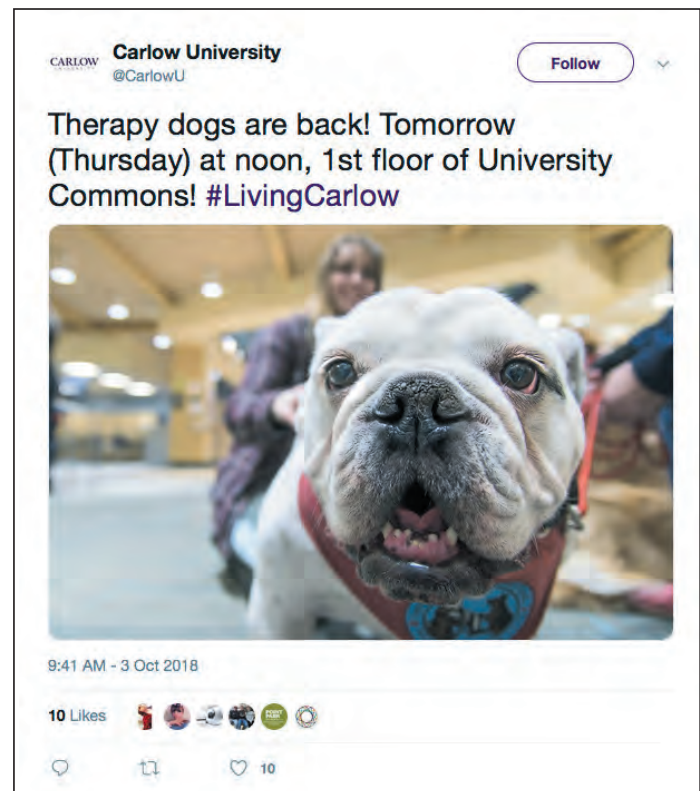 CARLOW
Carlow University
@CarlowU
Follow
Therapy dogs are back! Tomorrow
(Thursday) at noon, 1st floor of University
Commons! #LivingCarlow
9:41 AM - 3 Oct 2018
10 Likes
10